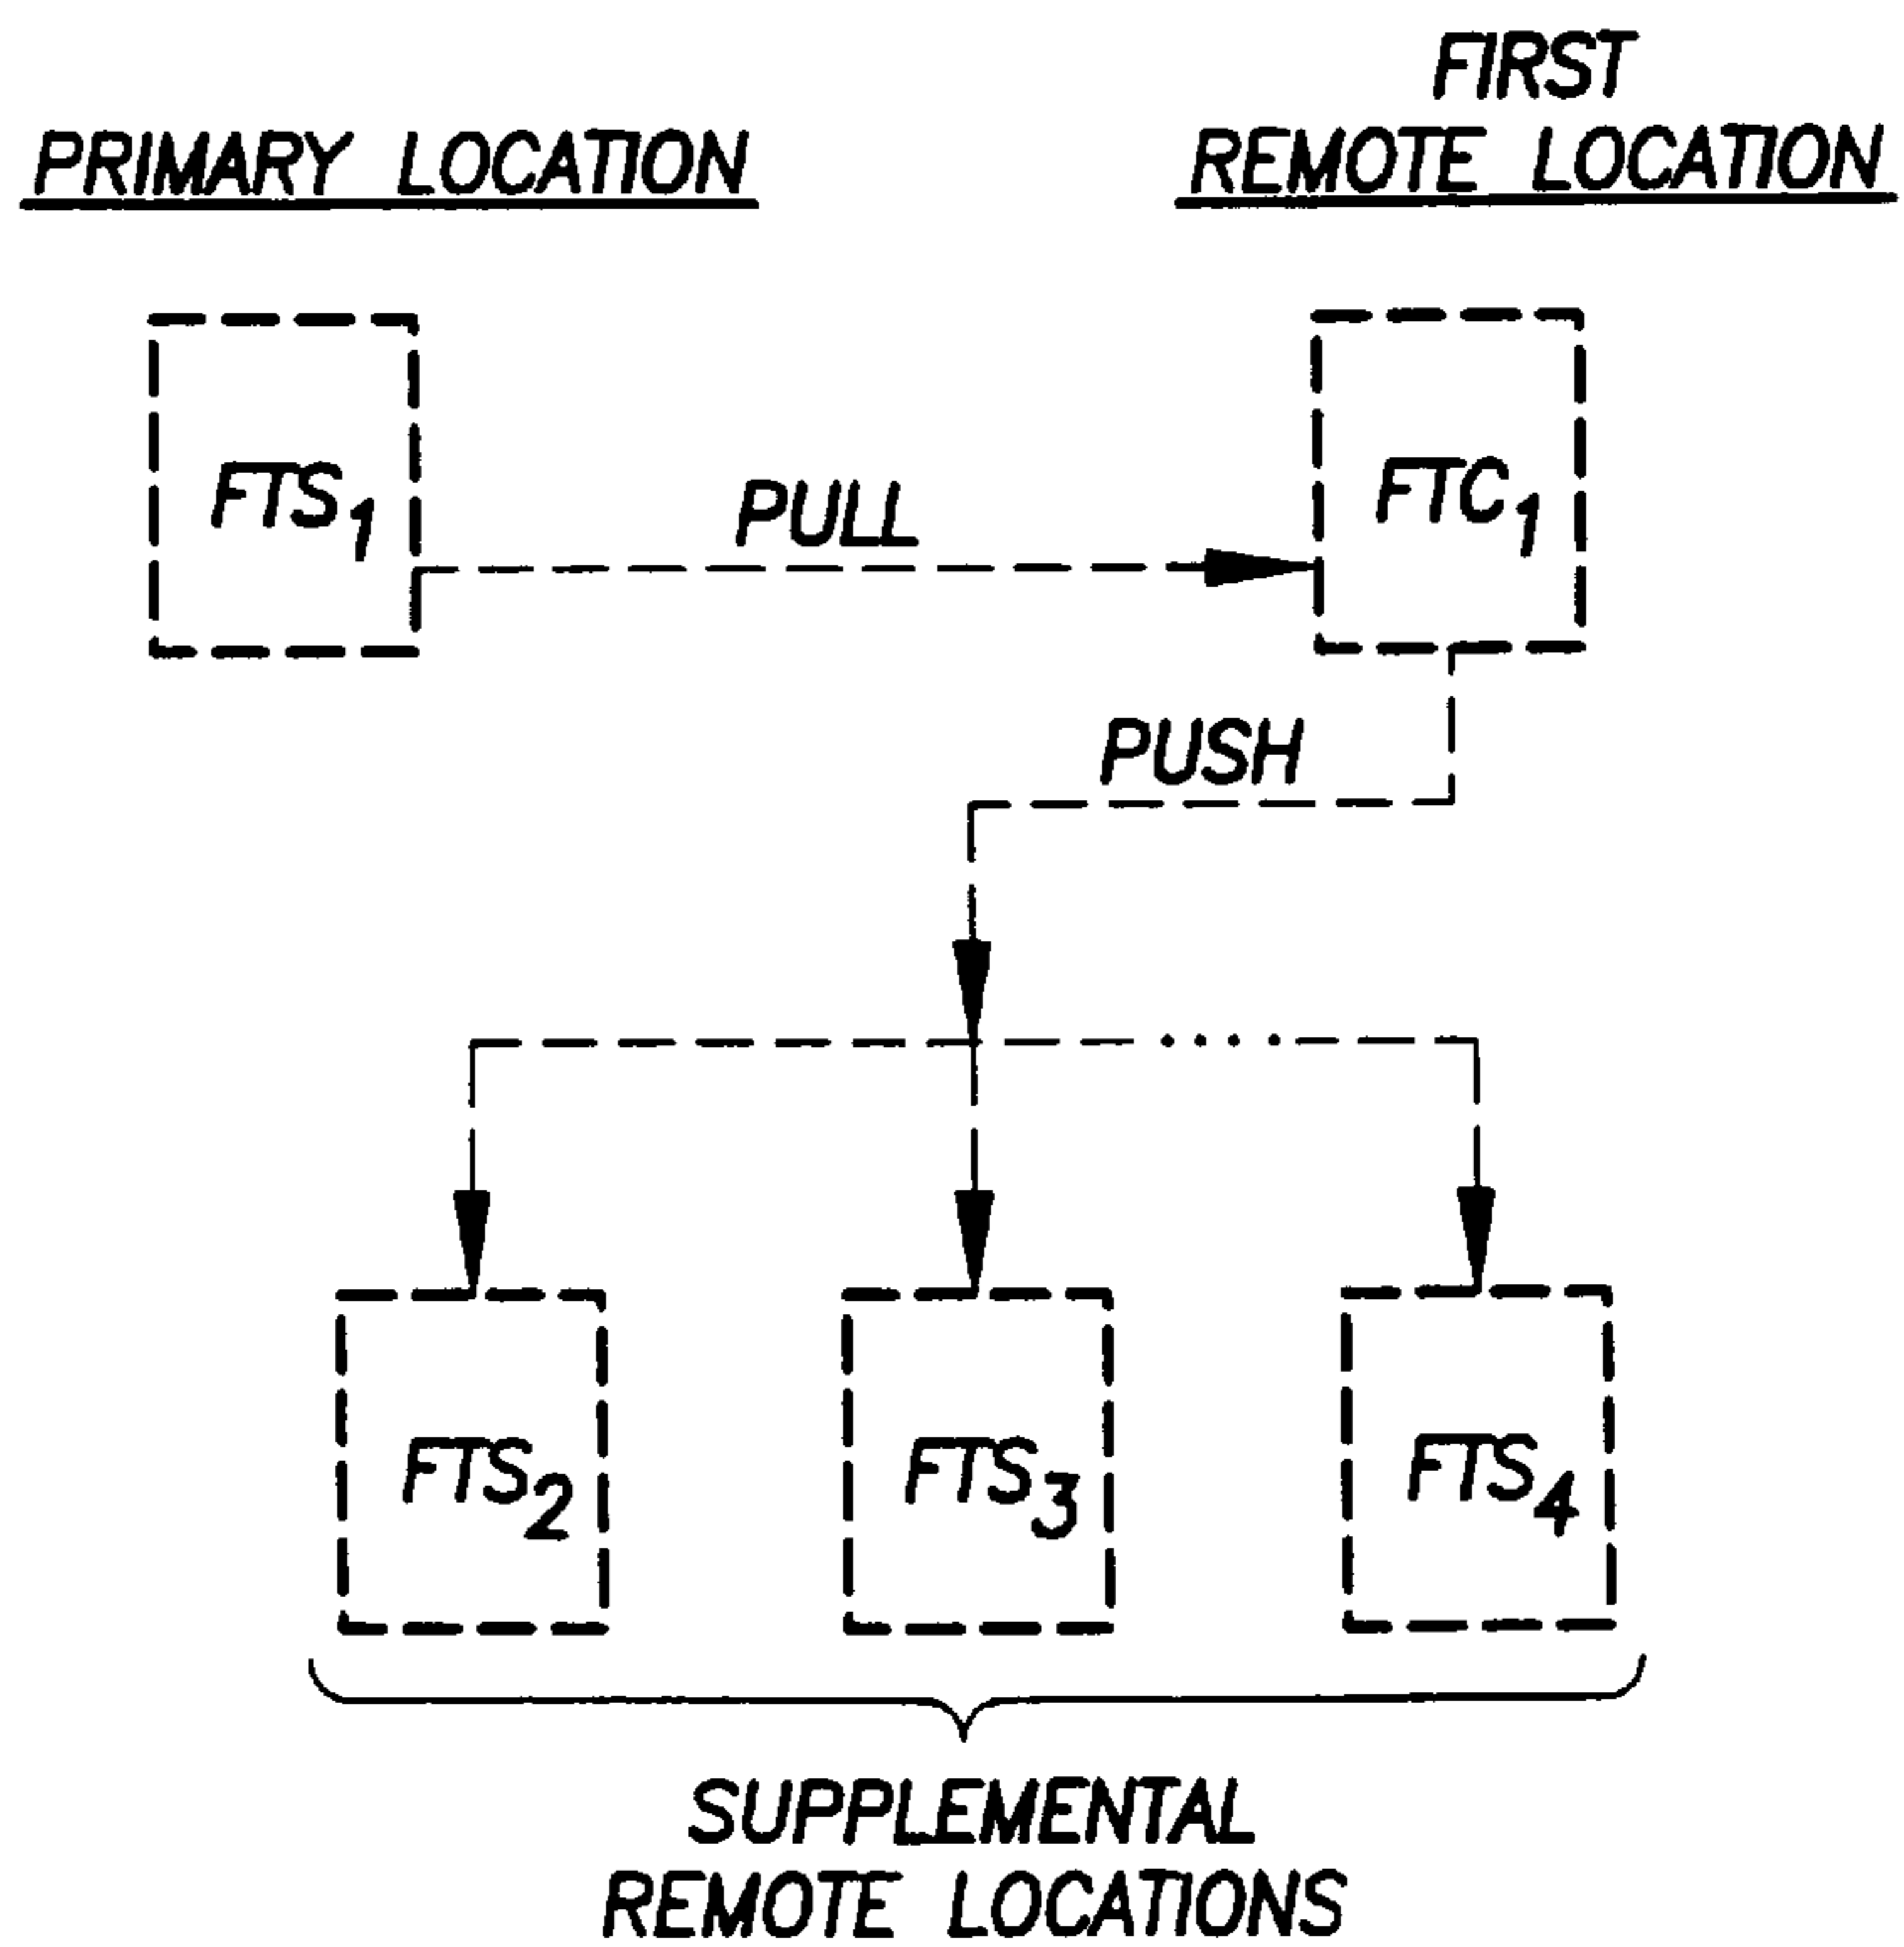 PRIMARY LOCATION
FIRST
REMOTE LOCATION
FTS₁
PULL
FTC₁
PUSH
FTS₂
FTS₃
FTS₄
SUPPLEMENTAL
REMOTE LOCATIONS